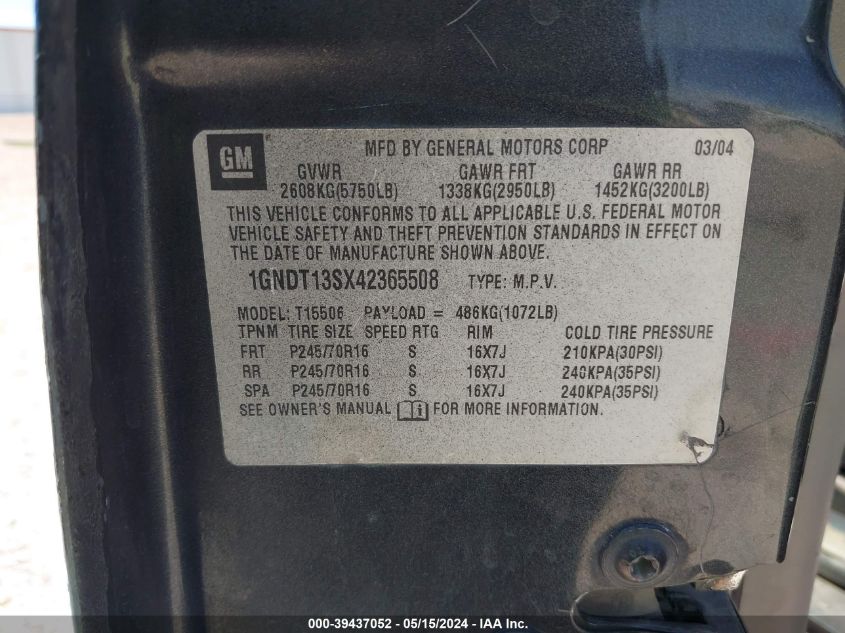 GM MFD BY GENERAL MOTORS CORP 03/04
GVWR GAWR FRT GAWR RR
2608KG(5750LB) 1338KG(2950LB) 1452KG(3200LB)
THIS VEHICLE CONFORMS TO ALL APPLICABLE U.S. FEDERAL MOTOR
VEHICLE SAFETY AND THEFT PREVENTION STANDARDS IN EFFECT ON
THE DATE OF MANUFACTURE SHOWN ABOVE.
1GNDT13SX42365508 TYPE: M.P.V.
MODEL: T15506 PAYLOAD = 486KG(1072LB)
TPNM TIRE SIZE SPEED RTG RIM COLD TIRE PRESSURE
FRT P245/70R16 S 16X7J 210KPA(30PSI)
RR P245/70R16 S 16X7J 240KPA(35PSI)
SPA P245/70R16 S 16X7J 240KPA(35PSI)
SEE OWNER'S MANUAL FOR MORE INFORMATION.
000-39437052 - 05/15/2024 - IAA Inc.